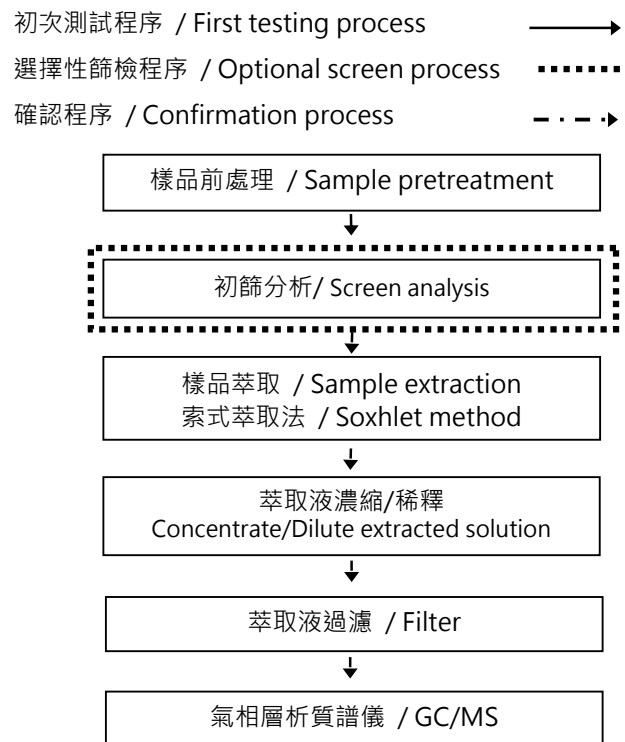 初次測試程序 / First testing process
選擇性篩檢程序 / Optional screen process
確認程序 / Confirmation process
樣品前處理 / Sample pretreatment
初篩分析/ Screen analysis
樣品萃取 / Sample extraction
索式萃取法 / Soxhlet method
萃取液濃縮/稀釋
Concentrate/Dilute extracted solution
萃取液過濾 / Filter
氣相層析質譜儀 / GC/MS